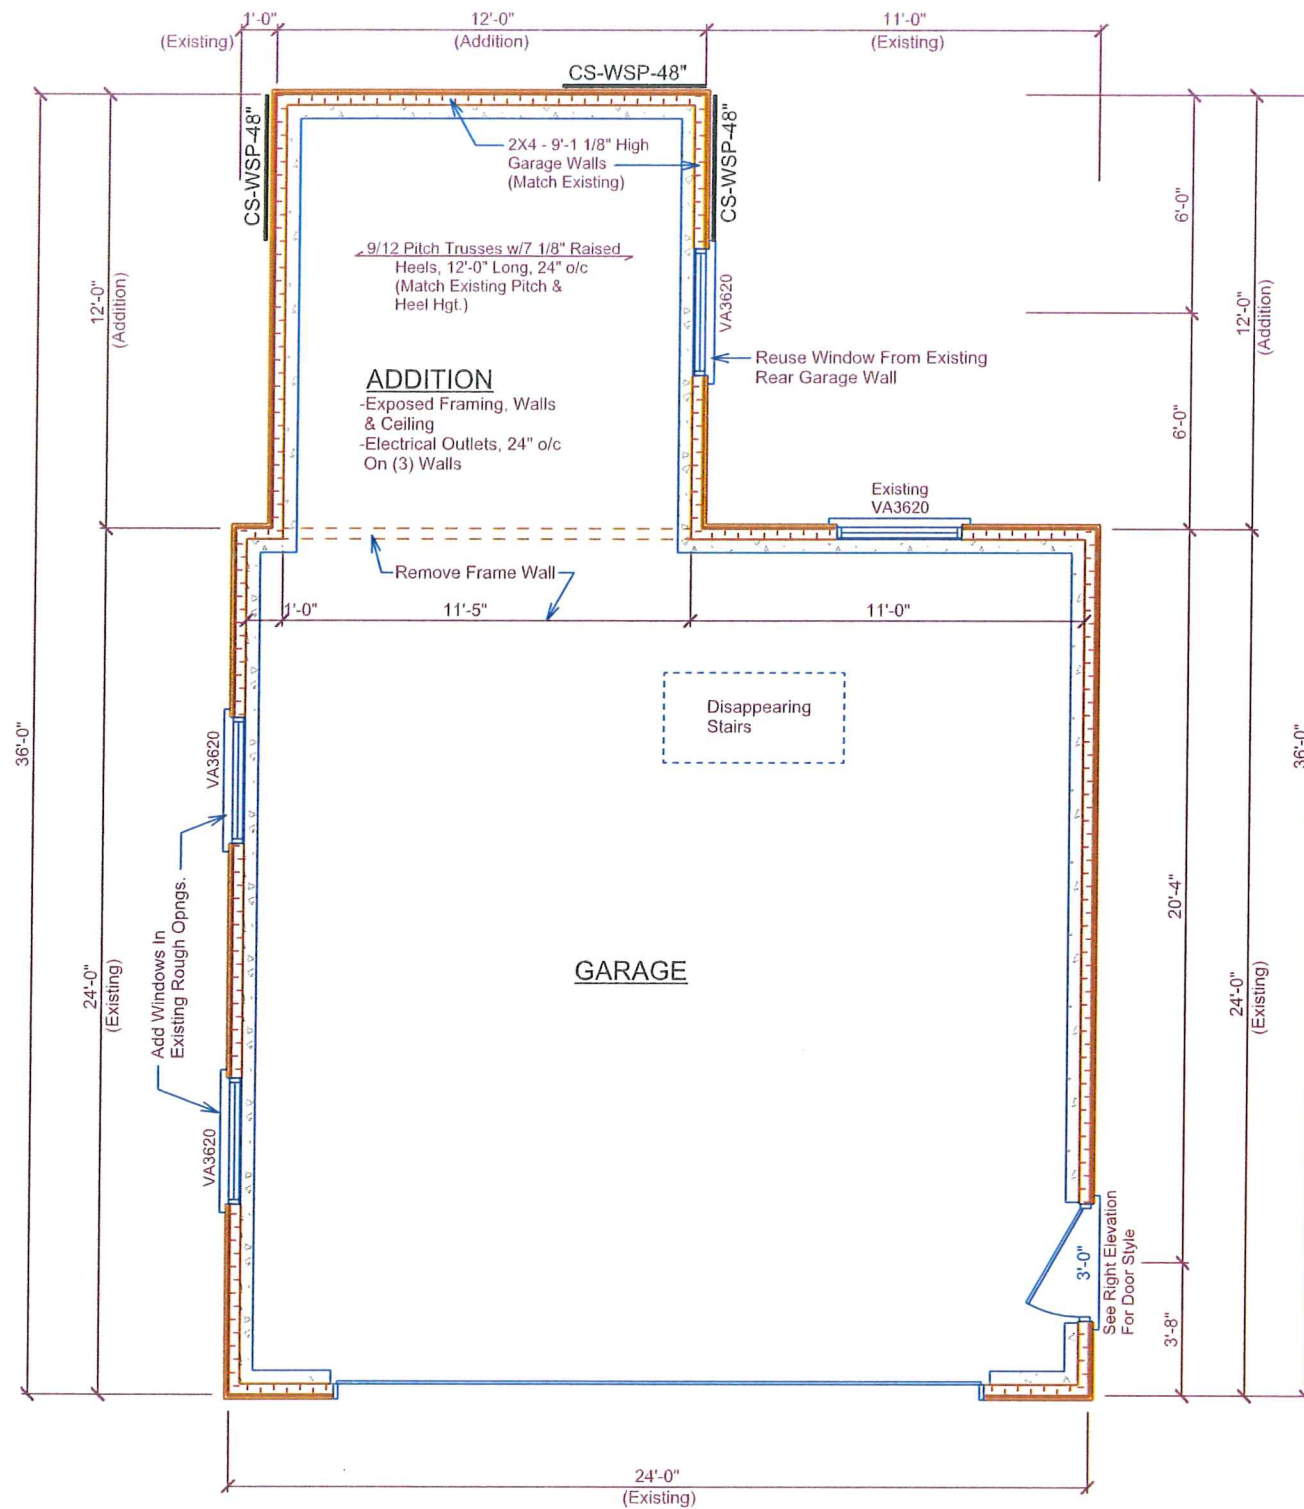 1'-0"
12'-0"
11'-0"
(Existing)
(Addition)
(Existing)
CS-WSP-48"
CS-WSP-48"
CS-WSP-48"
2X4 - 9'-1 1/8" High
Garage Walls
(Match Existing)
6'-0"
9/12 Pitch Trusses w/7 1/8" Raised
Heels, 12'-0" Long, 24" o/c
(Match Existing Pitch &
Heel Hgt.)
12'-0"
(Addition)
VA3620
12'-0"
(Addition)
Reuse Window From Existing
Rear Garage Wall
ADDITION
-Exposed Framing, Walls
& Ceiling
-Electrical Outlets, 24" o/c
On (3) Walls
6'-0"
Existing
VA3620
Remove Frame Wall
1'-0"
11'-5"
11'-0"
Disappearing
Stairs
36'-0"
VA3620
36'-0"
20'-4"
Add Windows In
Existing Rough Opngs.
GARAGE
24'-0"
(Existing)
24'-0"
(Existing)
VA3620
3'-0"
See Right Elevation
For Door Style
3'-8"
24'-0"
(Existing)